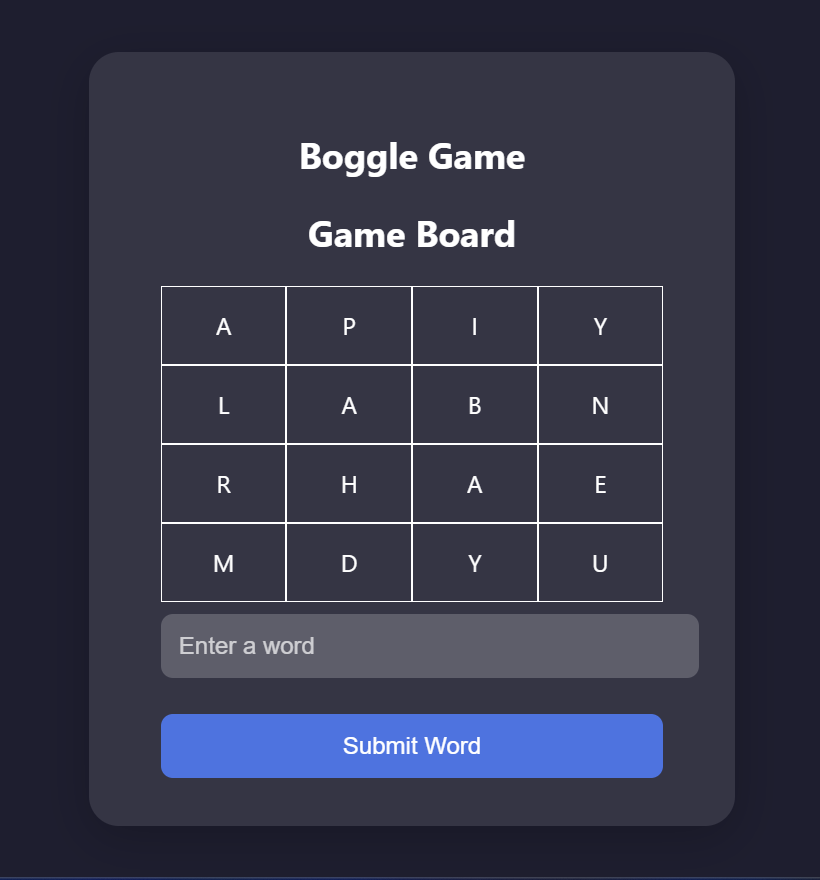 Boggle Game
Game Board
A P I Y
L A B N
R H A E
M D Y U
Enter a word
Submit Word